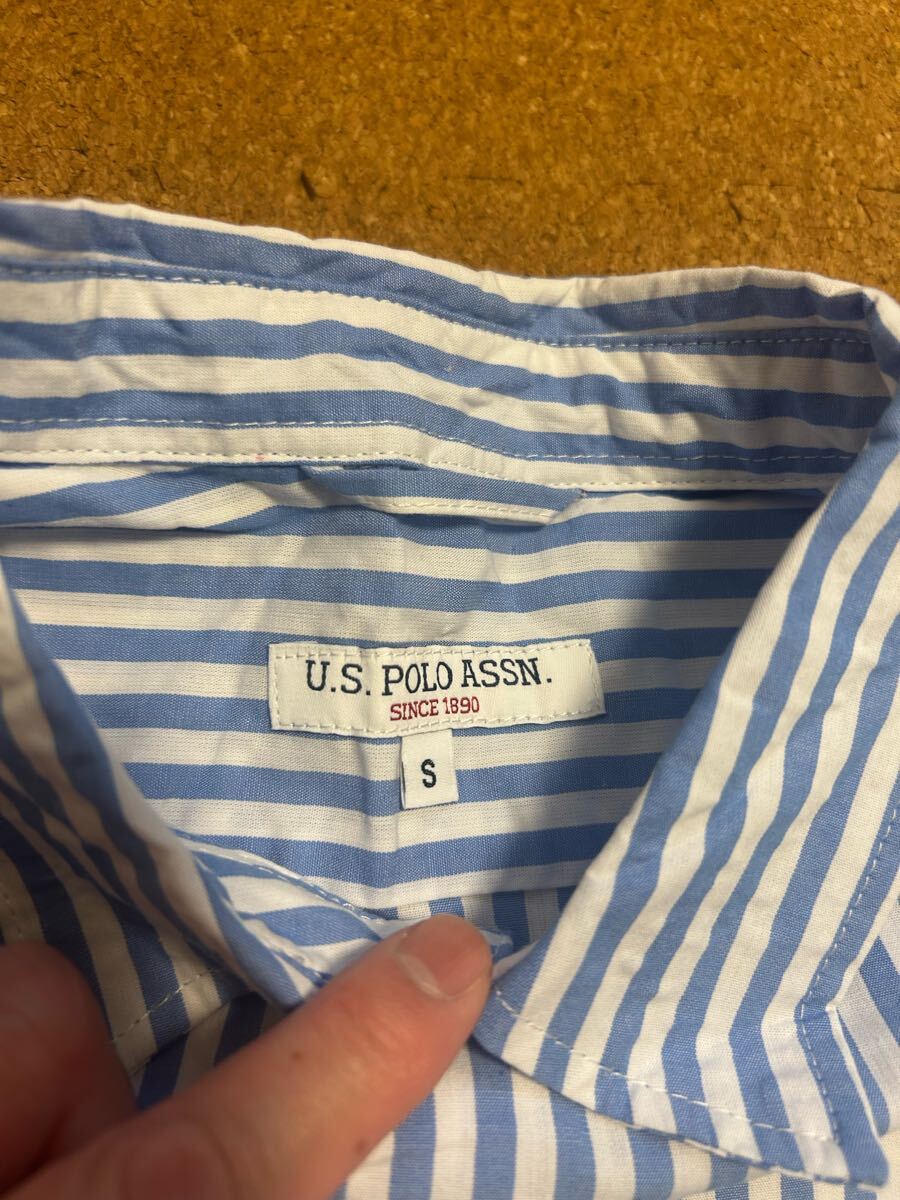 U.S. POLO ASSN.
SINCE 1890
S